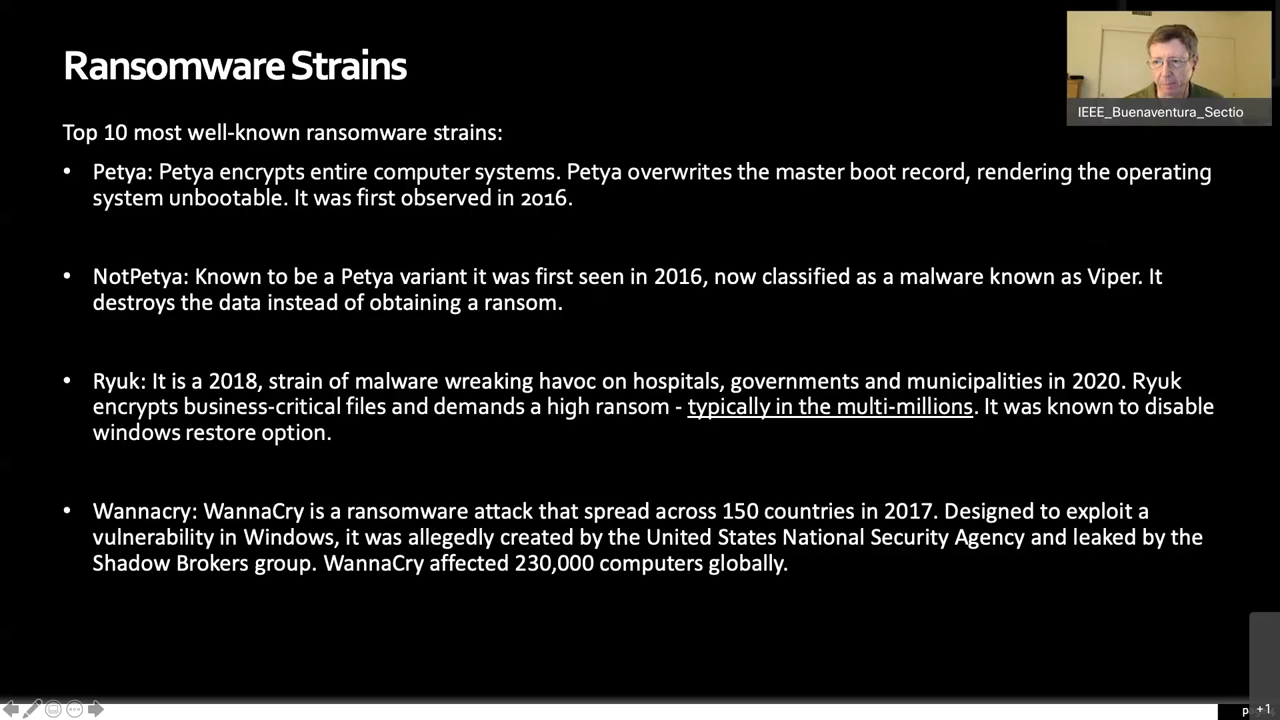 Ransomware Strains
IEEE_Buenaventura_Sectio
Top 10 most well-known ransomware strains:
• Petya: Petya encrypts entire computer systems. Petya overwrites the master boot record, rendering the operating
system unbootable. It was first observed in 2016.
• NotPetya: Known to be a Petya variant it was first seen in 2016, now classified as a malware known as Viper. It
destroys the data instead of obtaining a ransom.
• Ryuk: It is a 2018, strain of malware wreaking havoc on hospitals, governments and municipalities in 2020. Ryuk
encrypts business-critical files and demands a high ransom - typically in the multi-millions. It was known to disable
windows restore option.
• Wannacry: WannaCry is a ransomware attack that spread across 150 countries in 2017. Designed to exploit a
vulnerability in Windows, it was allegedly created by the United States National Security Agency and leaked by the
Shadow Brokers group. WannaCry affected 230,000 computers globally.
+1